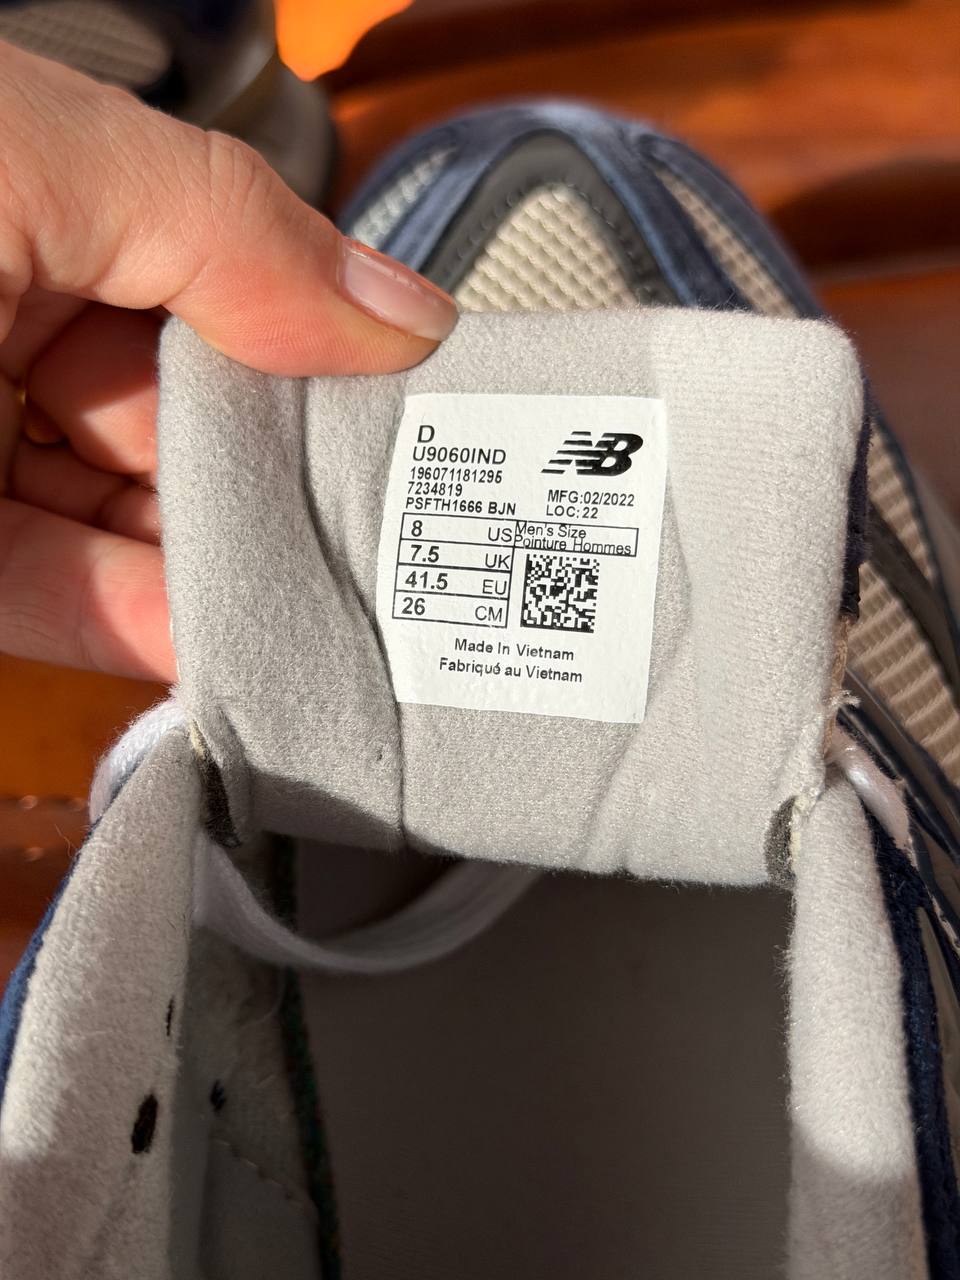 D
U9060IND
196071181295
7234819
PSFTH1666 BJN
NB
MFG:02/2022
LOC:22
8 US
7.5 UK
41.5 EU
26 CM
Men's Size
Pointure Hommes
Made In Vietnam
Fabriqué au Vietnam